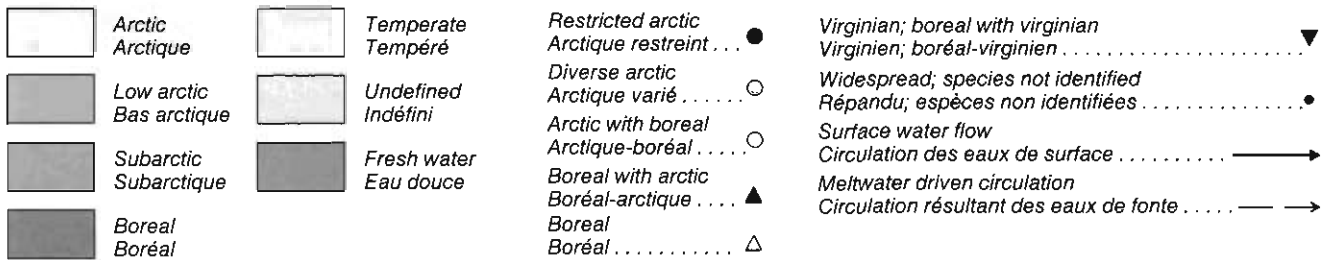 Arctic
Arctique
Low arctic
Bas arctique
Subarctic
Subarctique
Boreal
Boréal
Temperate
Tempéré
Undefined
Indéfini
Fresh water
Eau douce
Restricted arctic
Arctique restreint . . .
Diverse arctic
Arctique varié . . . . . .
Arctic with boreal
Arctique-boréal . . . . .
Boreal with arctic
Boréal-arctique . . . .
Boreal
Boréal . . . . . . . . . . .
Virginian; boreal with virginian
Virginien; boréal-virginien . . . . . . . . . . . . . . . . . . .
Widespread; species not identified
Répandu; espèces non identifiées . . . . . . . . . . . . .
Surface water flow
Circulation des eaux de surface . . . . . . . . . .
Meltwater driven circulation
Circulation résultant des eaux de fonte . . . . .